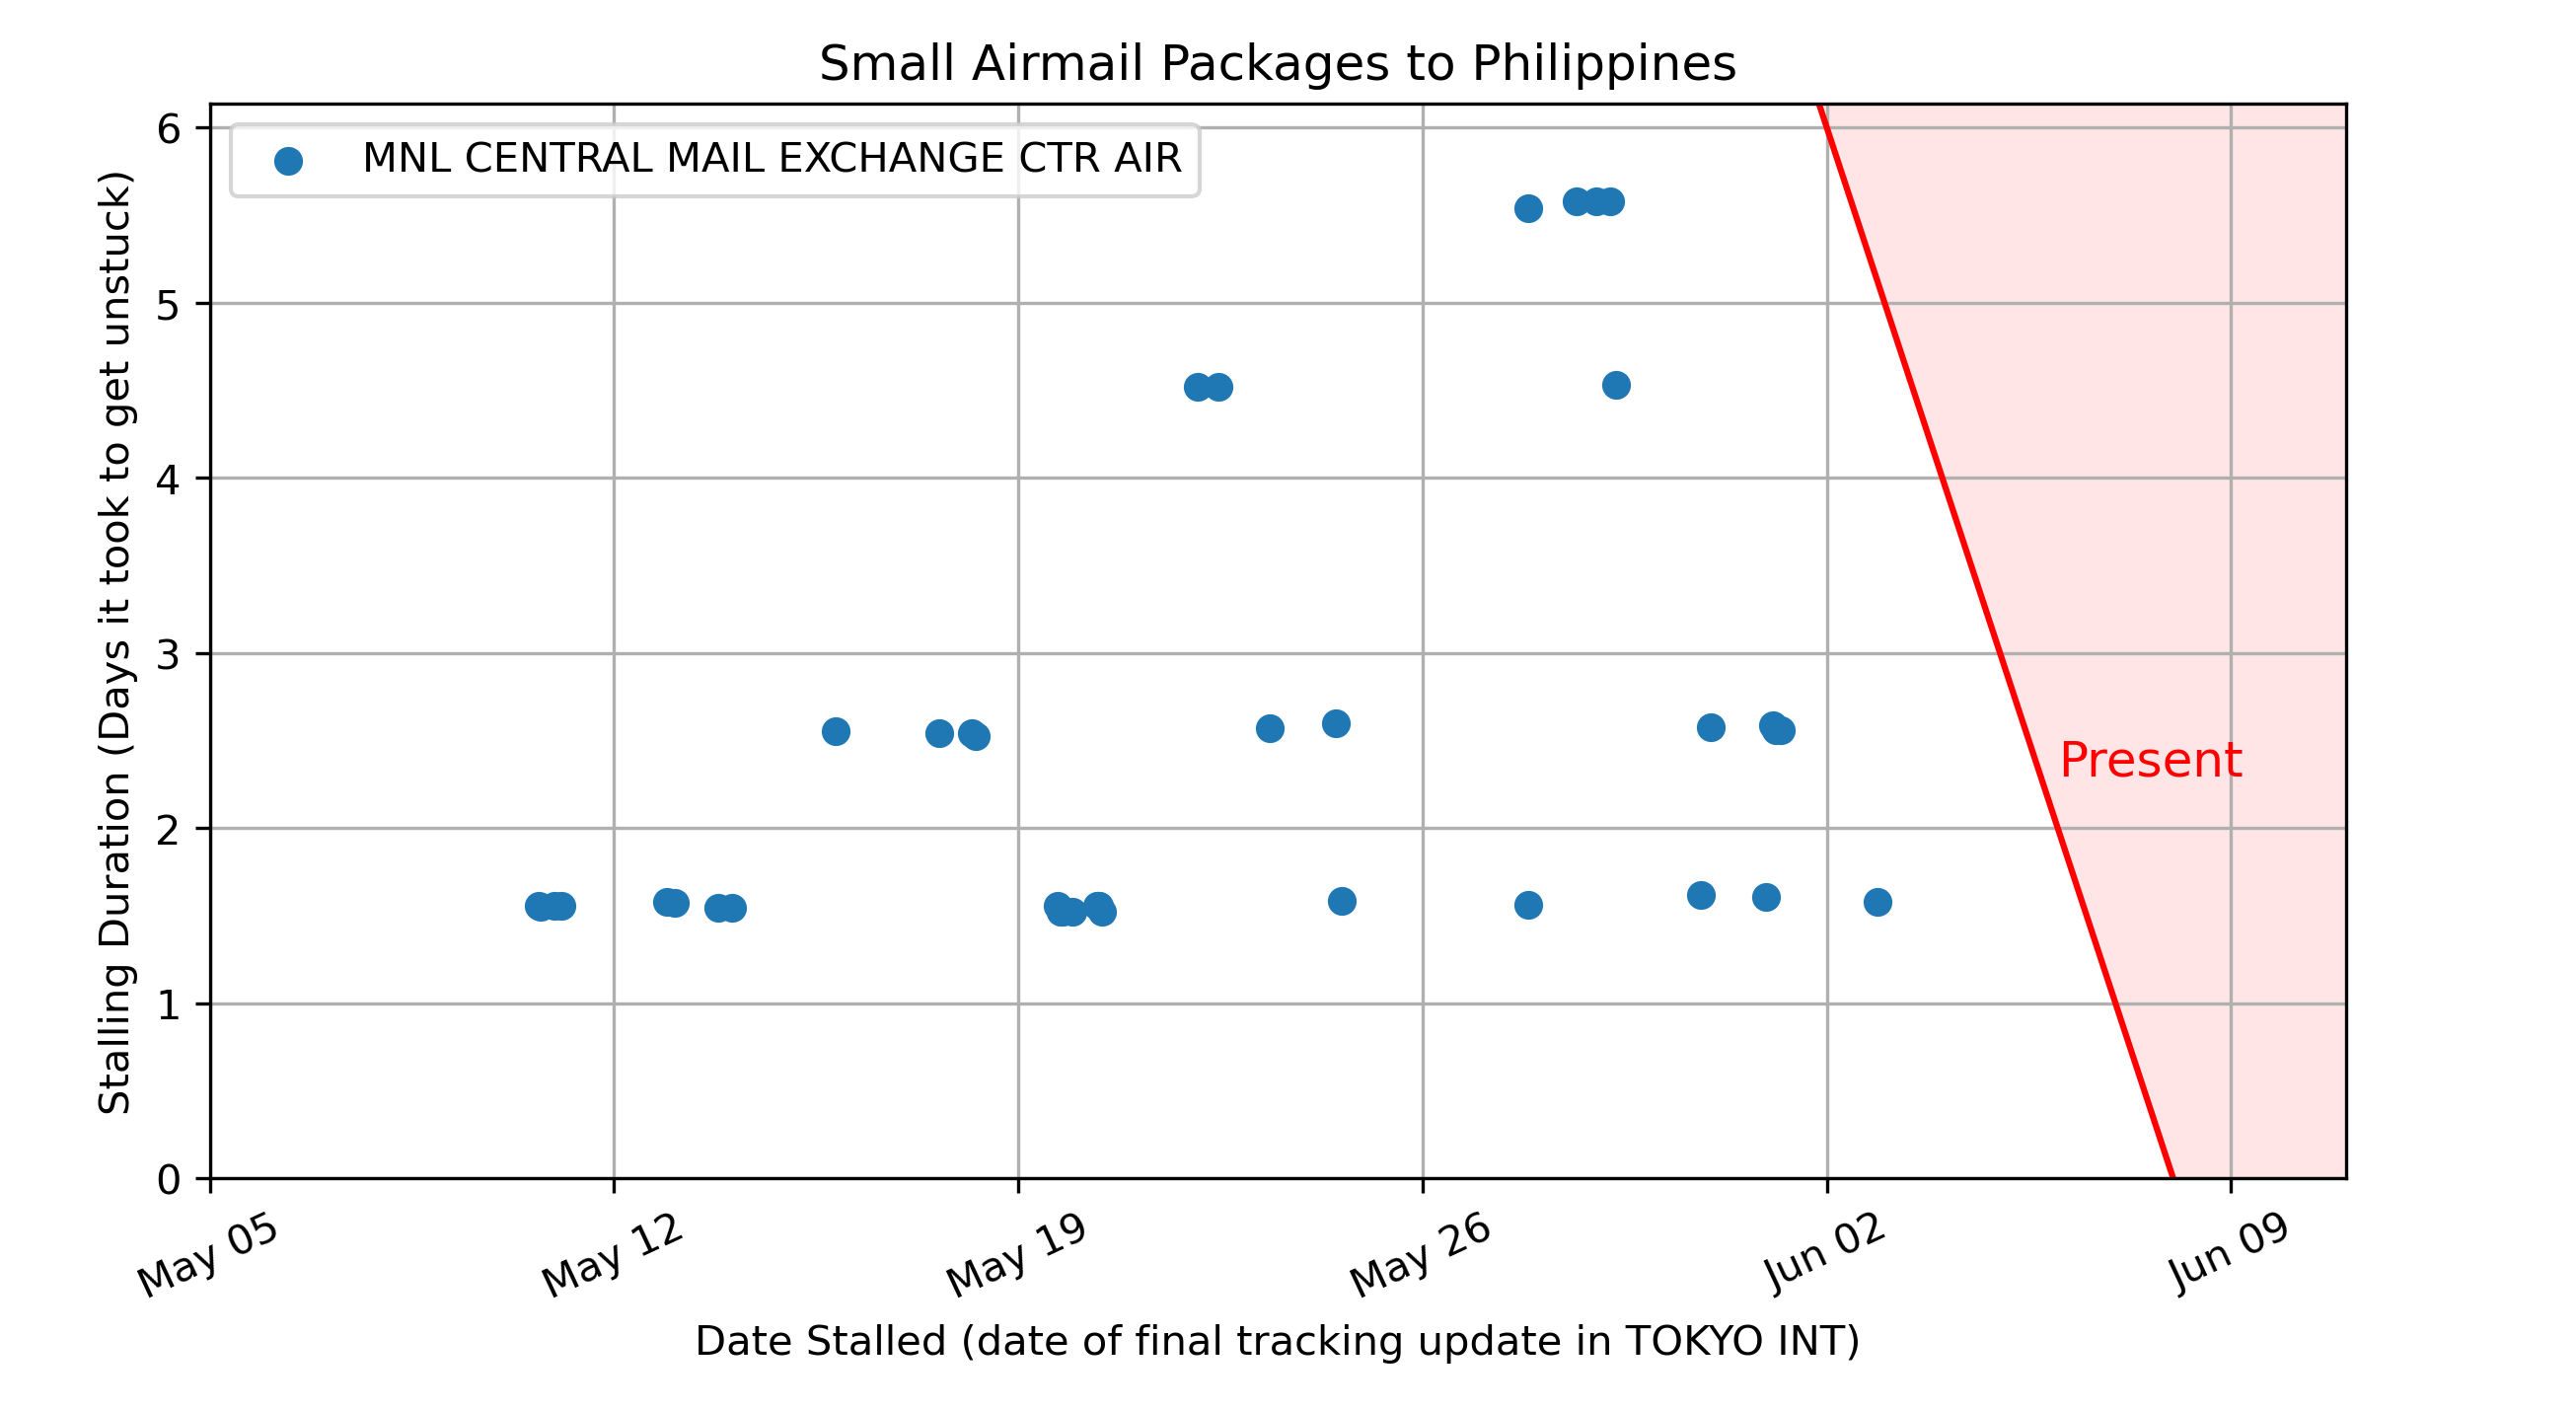 Small Airmail Packages to Philippines
MNL CENTRAL MAIL EXCHANGE CTR AIR
Stalling Duration (Days it took to get unstuck)
6
5
4
3
2
1
0
Present
May 05
May 12
May 19
May 26
Jun 02
Jun 09
Date Stalled (date of final tracking update in TOKYO INT)